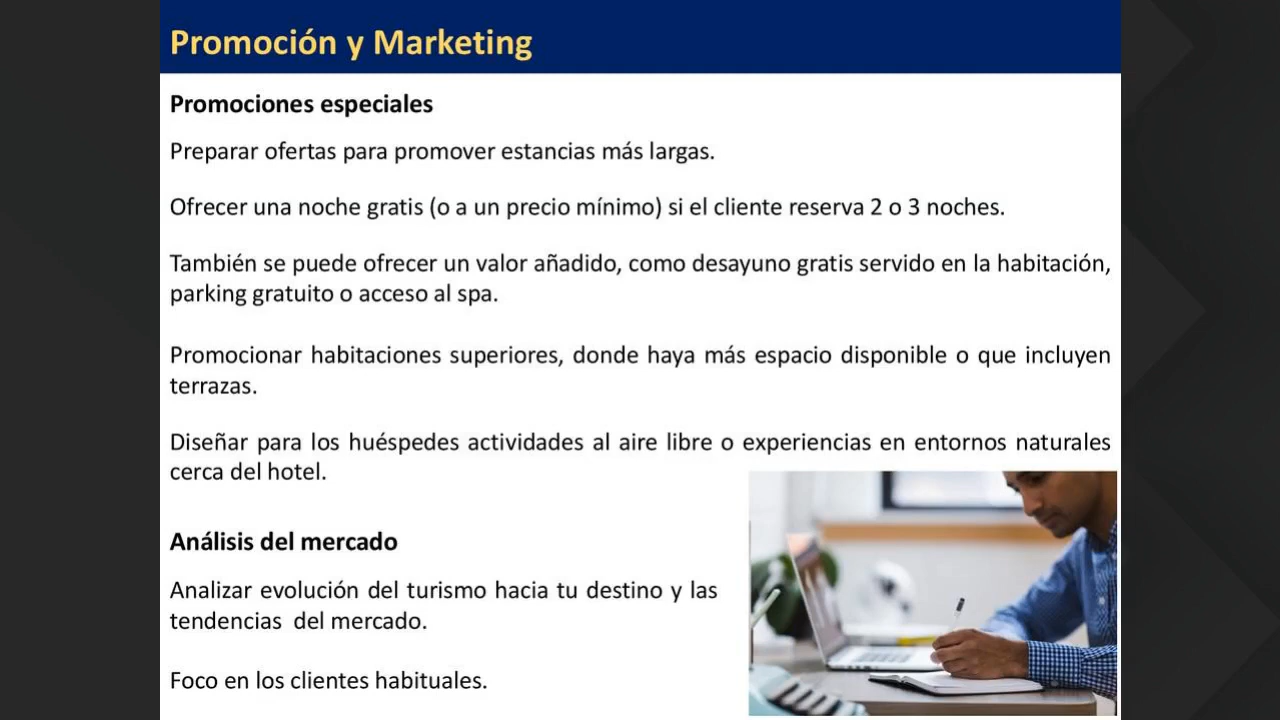 Promoción y Marketing
Promociones especiales
Preparar ofertas para promover estancias más largas.
Ofrecer una noche gratis (o a un precio mínimo) si el cliente reserva 2 o 3 noches.
También se puede ofrecer un valor añadido, como desayuno gratis servido en la habitación,
parking gratuito o acceso al spa.
Promocionar habitaciones superiores, donde haya más espacio disponible o que incluyen
terrazas.
Diseñar para los huéspedes actividades al aire libre o experiencias en entornos naturales
cerca del hotel.
Análisis del mercado
Analizar evolución del turismo hacia tu destino y las
tendencias  del mercado.
Foco en los clientes habituales.